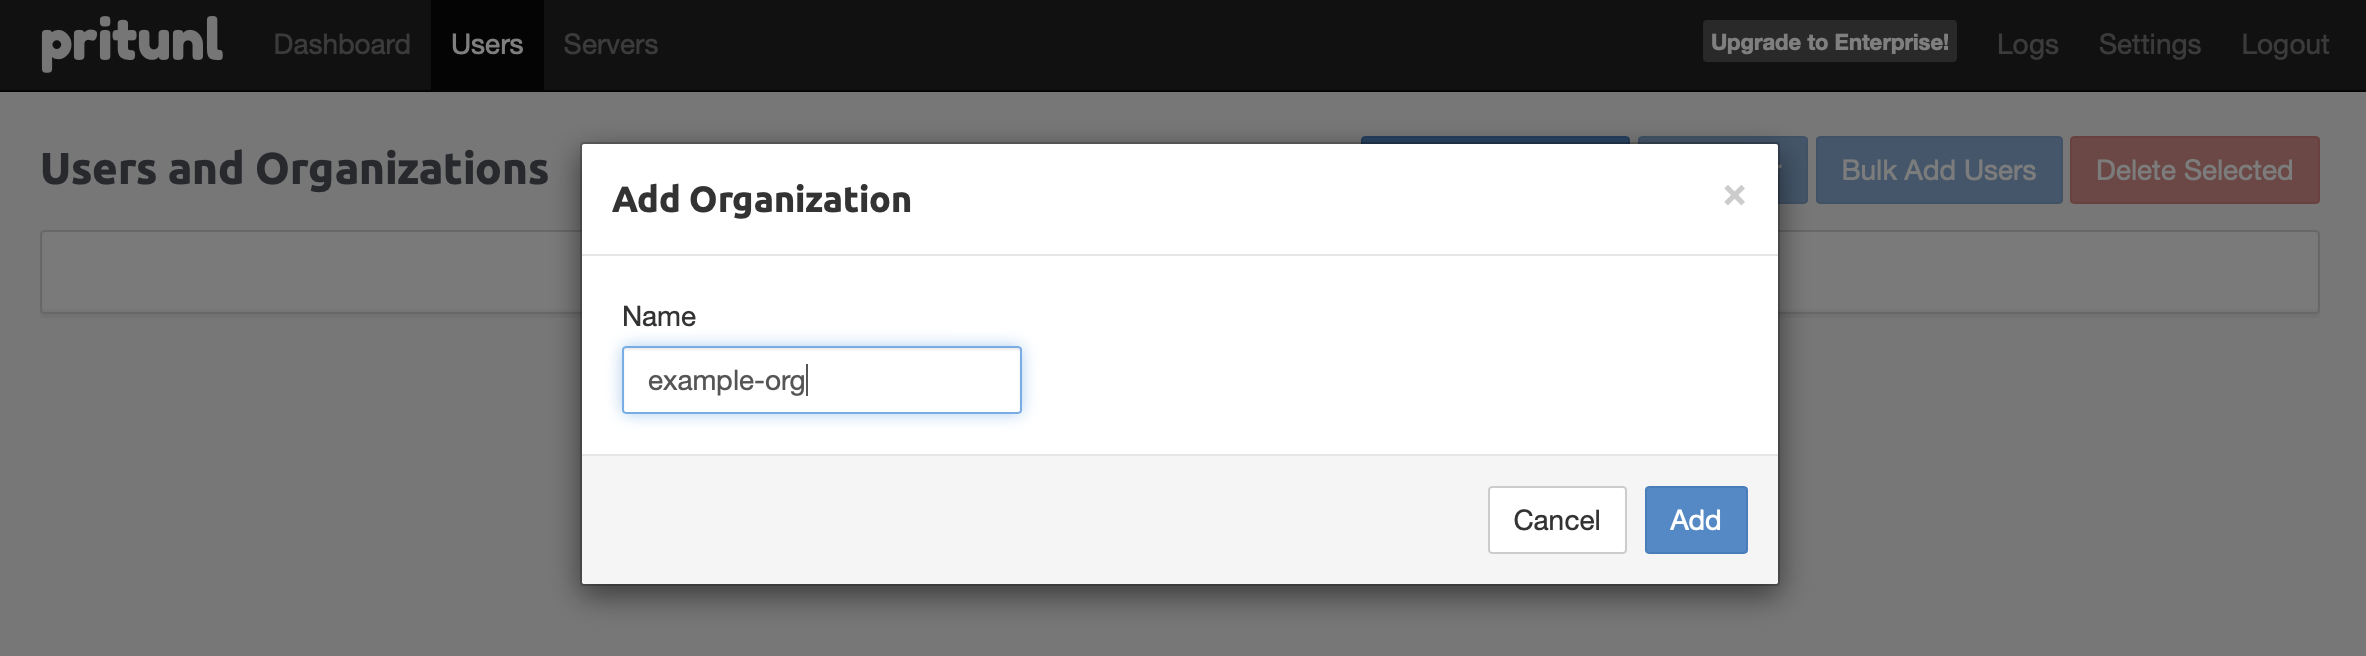 pritunl Dashboard Users Servers Upgrade to Enterprise! Logs Settings Logout
Users and Organizations Bulk Add Users Delete Selected
Add Organization ×
Name
example-org
Cancel Add